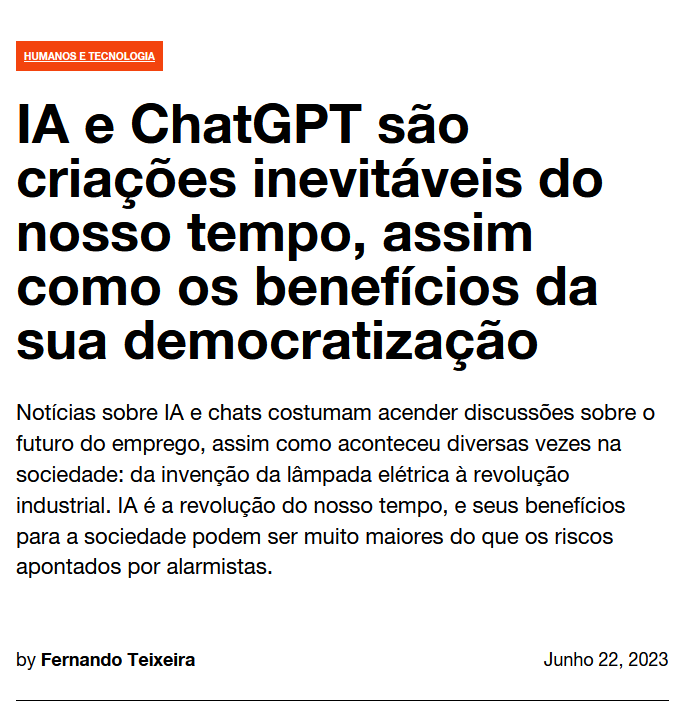 HUMANOS E TECNOLOGIA
IA e ChatGPT são
criações inevitáveis do
nosso tempo, assim
como os benefícios da
sua democratização
Notícias sobre IA e chats costumam acender discussões sobre o
futuro do emprego, assim como aconteceu diversas vezes na
sociedade: da invenção da lâmpada elétrica à revolução
industrial. IA é a revolução do nosso tempo, e seus benefícios
para a sociedade podem ser muito maiores do que os riscos
apontados por alarmistas.
by Fernando Teixeira
Junho 22, 2023